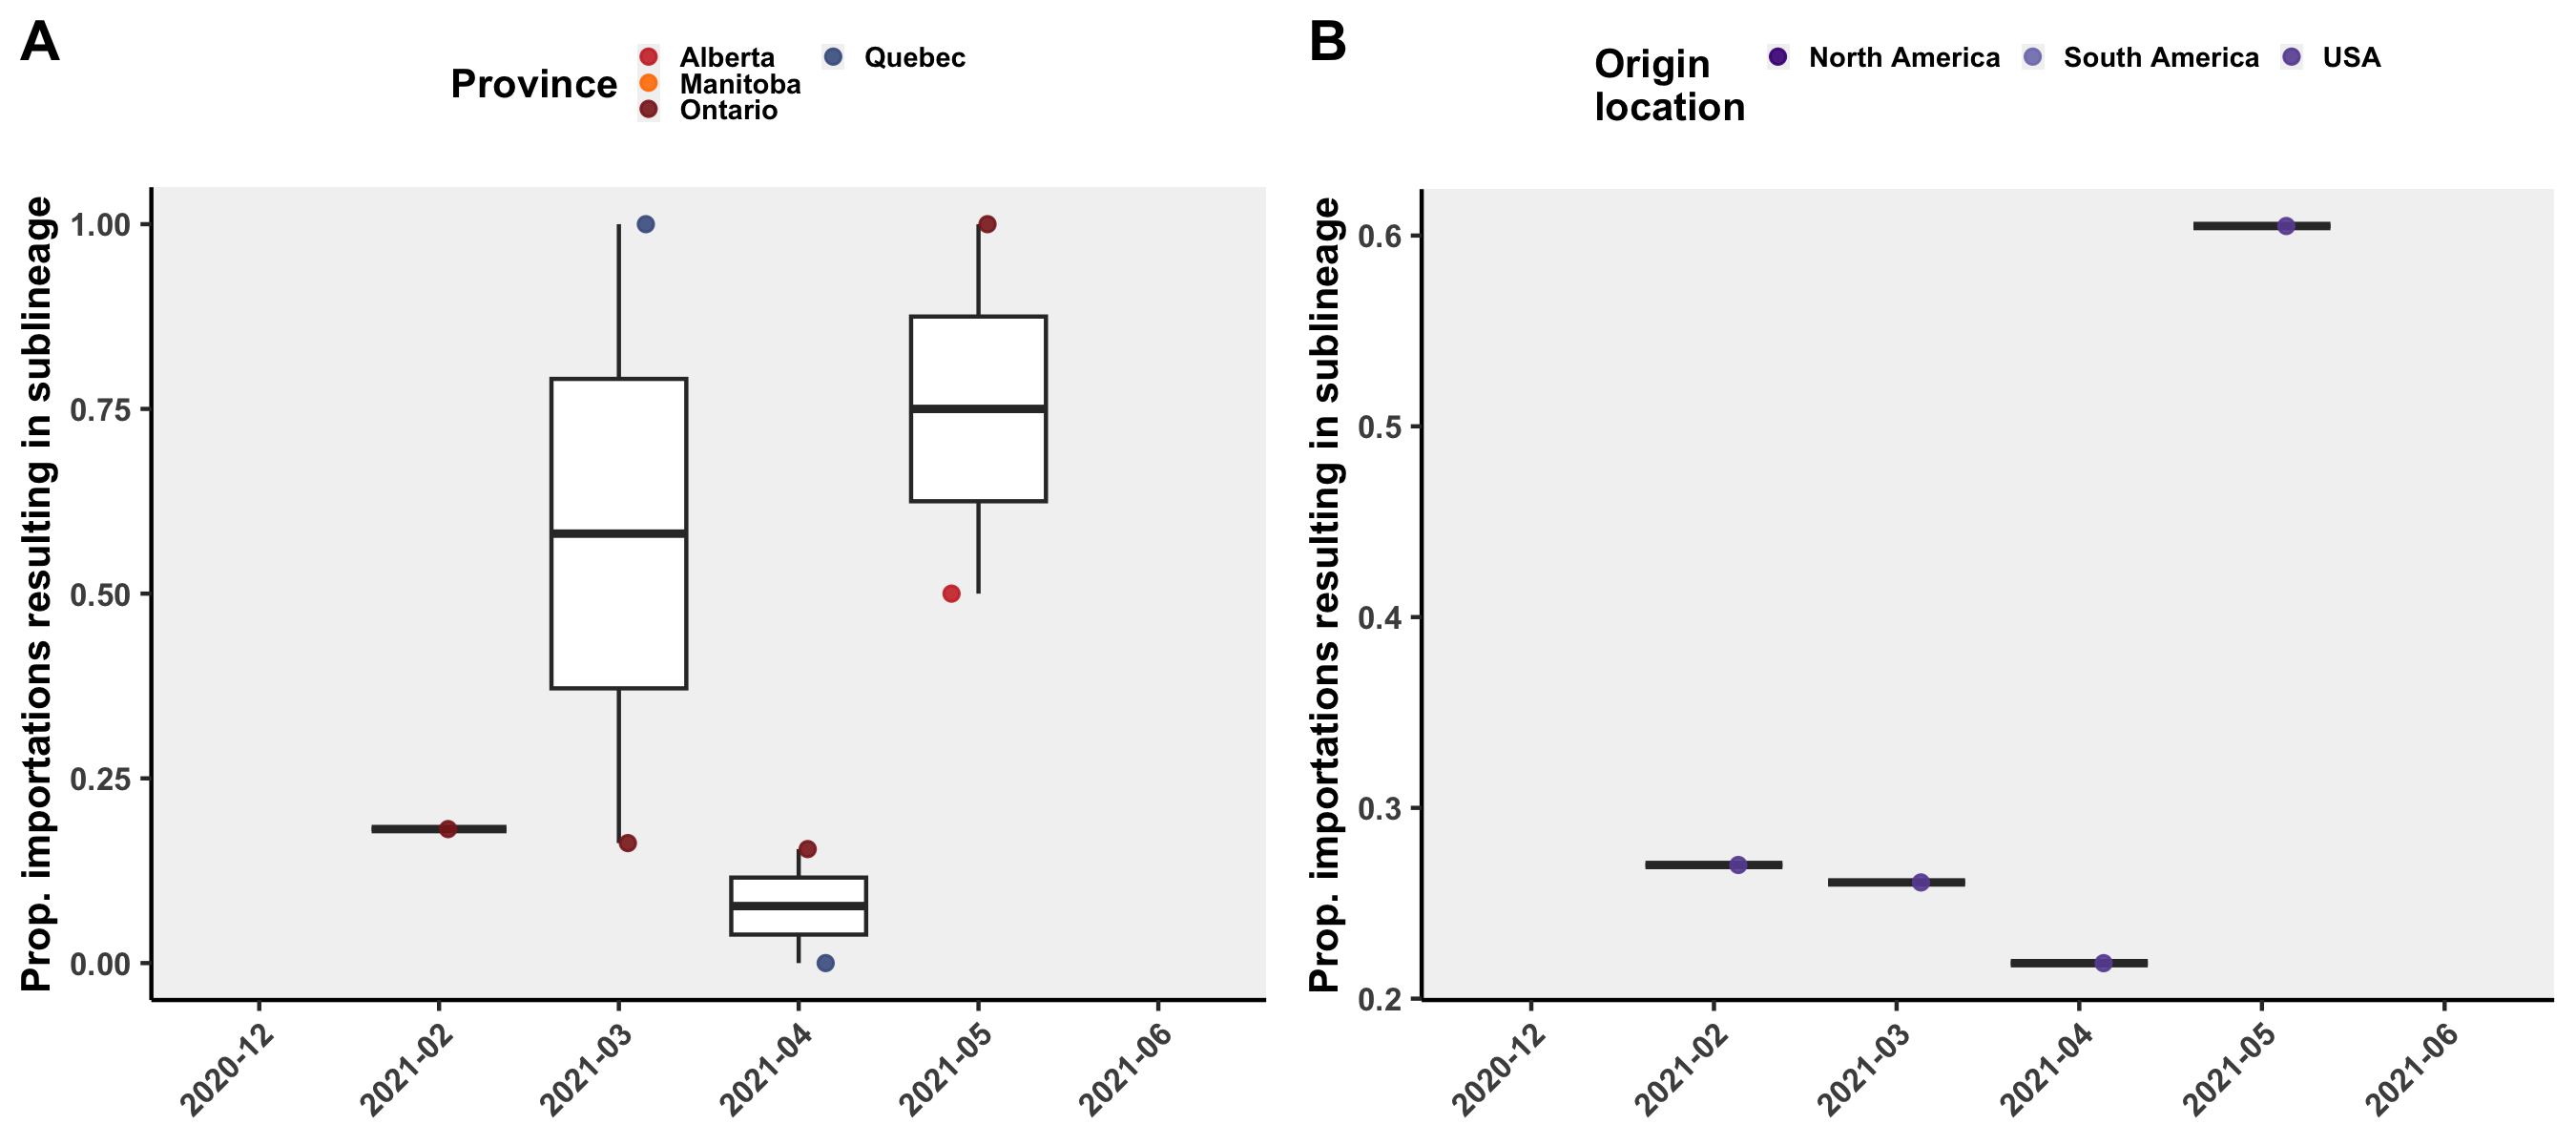 A
Province
Alberta
Manitoba
Ontario
Quebec
Prop. importations resulting in sublineage
1.00
0.75
0.50
0.25
0.00
2020-12
2021-02
2021-03
2021-04
2021-05
2021-06
B
Origin
location
North America
South America
USA
Prop. importations resulting in sublineage
0.6
0.5
0.4
0.3
0.2
2020-12
2021-02
2021-03
2021-04
2021-05
2021-06